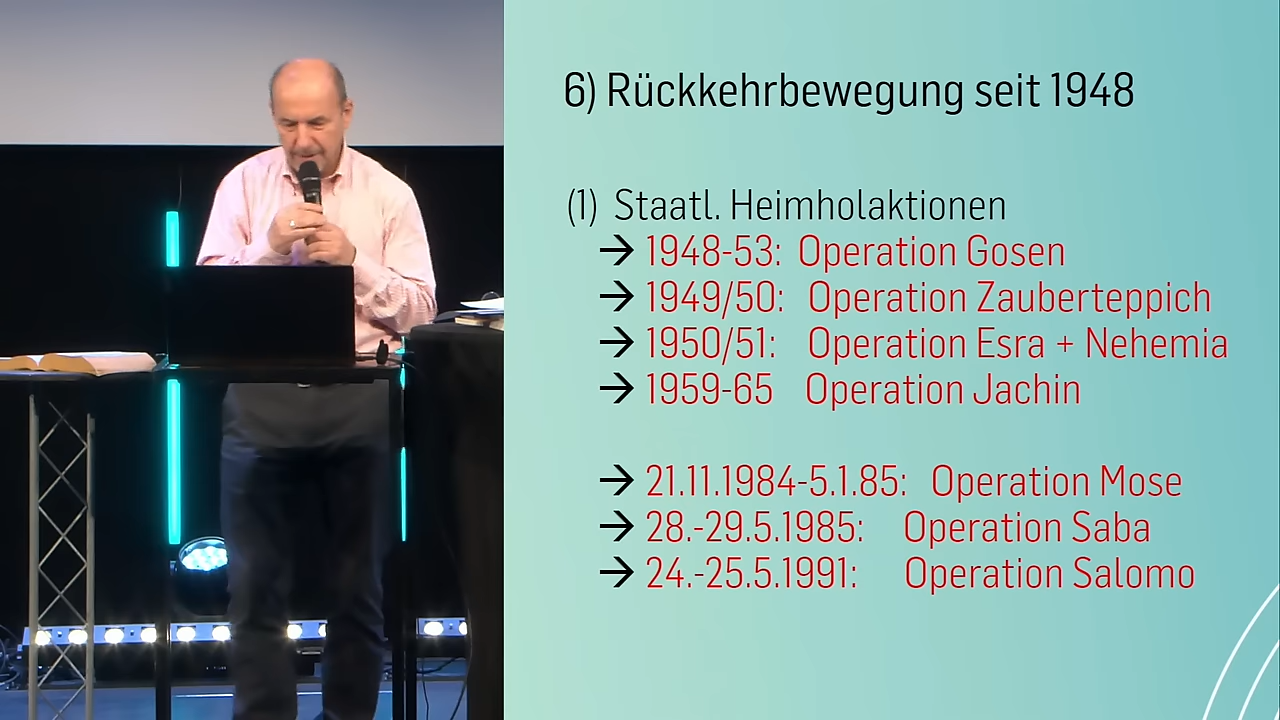 6) Rückkehrbewegung seit 1948
(1) Staatl. Heimholaktionen
→ 1948-53: Operation Gosen
→ 1949/50: Operation Zauberteppich
→ 1950/51: Operation Esra + Nehemia
→ 1959-65 Operation Jachin
→ 21.11.1984-5.1.85: Operation Mose
→ 28.-29.5.1985: Operation Saba
→ 24.-25.5.1991: Operation Salomo